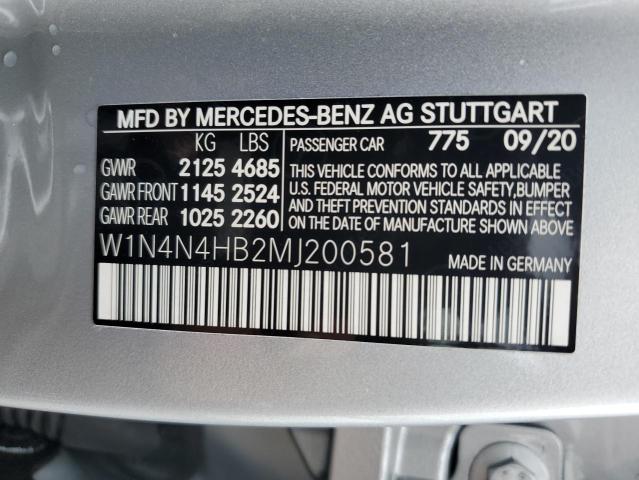 MFD BY MERCEDES-BENZ AG STUTTGART
KG LBS PASSENGER CAR 775 09/20
GVWR 2125 4685
GAWR FRONT 1145 2524
GAWR REAR 1025 2260
THIS VEHICLE CONFORMS TO ALL APPLICABLE
U.S. FEDERAL MOTOR VEHICLE SAFETY, BUMPER
AND THEFT PREVENTION STANDARDS IN EFFECT
ON THE DATE OF MANUFACTURE SHOWN ABOVE
W1N4N4HB2MJ200581 MADE IN GERMANY